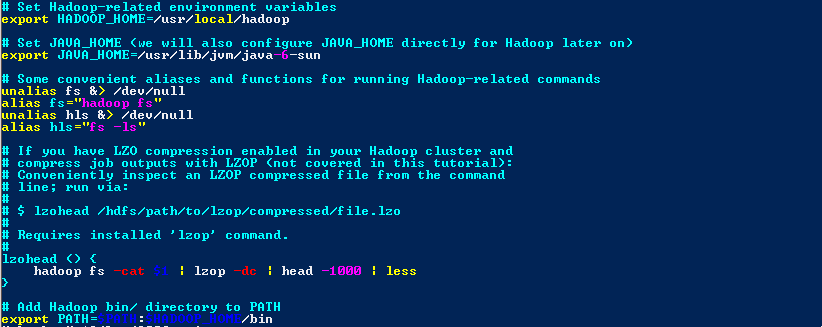 # Set Hadoop-related environment variables
export HADOOP_HOME=/usr/local/hadoop
# Set JAVA_HOME (we will also configure JAVA_HOME directly for Hadoop later on)
export JAVA_HOME=/usr/lib/jvm/java-6-sun
# Some convenient aliases and functions for running Hadoop-related commands
unalias fs &> /dev/null
alias fs="hadoop fs"
unalias hls &> /dev/null
alias hls="fs -ls"
# If you have LZO compression enabled in your Hadoop cluster and
# compress job outputs with LZOP (not covered in this tutorial):
# Conveniently inspect an LZOP compressed file from the command
# line; run via:
#
# $ lzohead /hdfs/path/to/lzop/compressed/file.lzo
#
# Requires installed 'lzop' command.
#
lzohead () {
hadoop fs -cat $1 | lzop -dc | head -1000 | less
}
# Add Hadoop bin/ directory to PATH
export PATH=$PATH:$HADOOP_HOME/bin